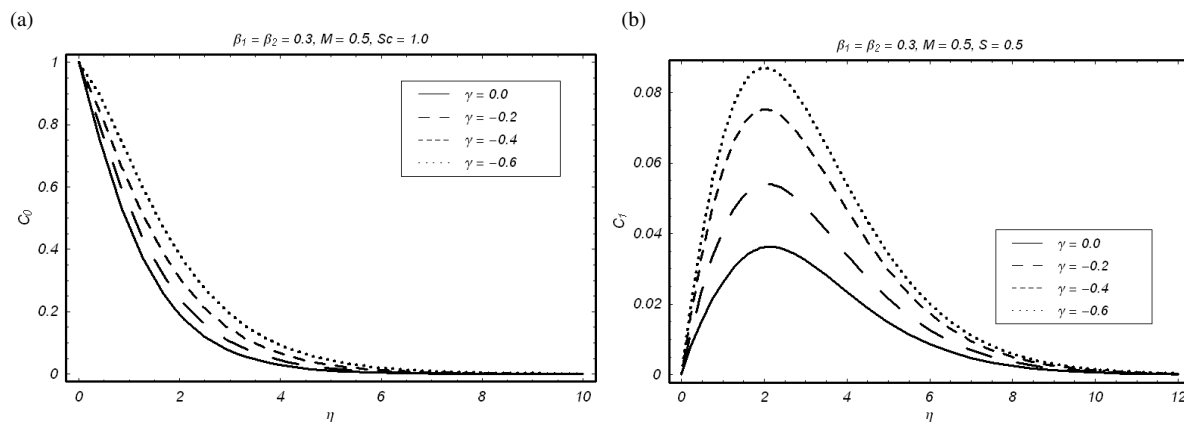 (a)
β1 = β2 = 0.3, M = 0.5, Sc = 1.0
1
0.8
0.6
0.4
0.2
0
C0
γ = 0.0
γ = −0.2
γ = −0.4
γ = −0.6
0 2 4 6 8 10
η
(b)
β1 = β2 = 0.3, M = 0.5, S = 0.5
0.08
0.06
0.04
0.02
0
C1
γ = 0.0
γ = −0.2
γ = −0.4
γ = −0.6
0 2 4 6 8 10 12
η